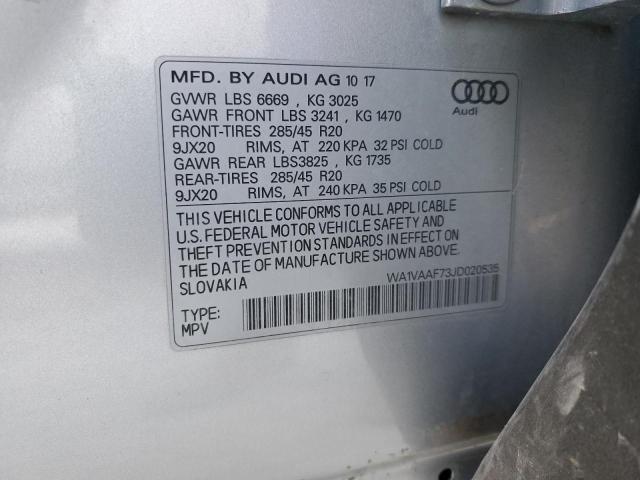 MFD. BY AUDI AG 10 17
Audi
GVWR LBS 6669 , KG 3025
GAWR FRONT LBS 3241 , KG 1470
FRONT-TIRES 285/45 R20
9JX20 RIMS, AT 220 KPA 32 PSI COLD
GAWR REAR LBS3825 , KG 1735
REAR-TIRES 285/45 R20
9JX20 RIMS, AT 240 KPA 35 PSI COLD
THIS VEHICLE CONFORMS TO ALL APPLICABLE
U.S. FEDERAL MOTOR VEHICLE SAFETY AND
THEFT PREVENTION STANDARDS IN EFFECT ON
THE DATE OF MANUFACTURE SHOWN ABOVE.
SLOVAKIA
WA1VAAF73JD020535
TYPE:
MPV